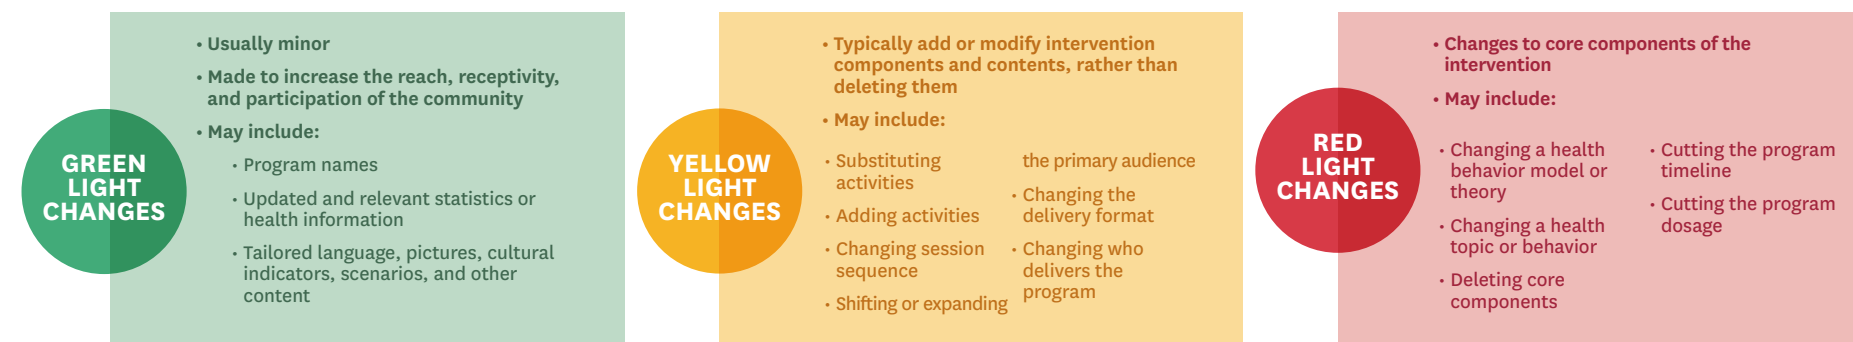 GREEN
LIGHT
CHANGES
• Usually minor
• Made to increase the reach, receptivity,
and participation of the community
• May include:
• Program names
• Updated and relevant statistics or
health information
• Tailored language, pictures, cultural
indicators, scenarios, and other
content
YELLOW
LIGHT
CHANGES
• Typically add or modify intervention
components and contents, rather than
deleting them
• May include:
• Substituting
activities
• Adding activities
• Changing session
sequence
• Shifting or expanding
the primary audience
• Changing the
delivery format
• Changing who
delivers the
program
RED
LIGHT
CHANGES
• Changes to core components of the
intervention
• May include:
• Changing a health
behavior model or
theory
• Changing a health
topic or behavior
• Deleting core
components
• Cutting the program
timeline
• Cutting the program
dosage